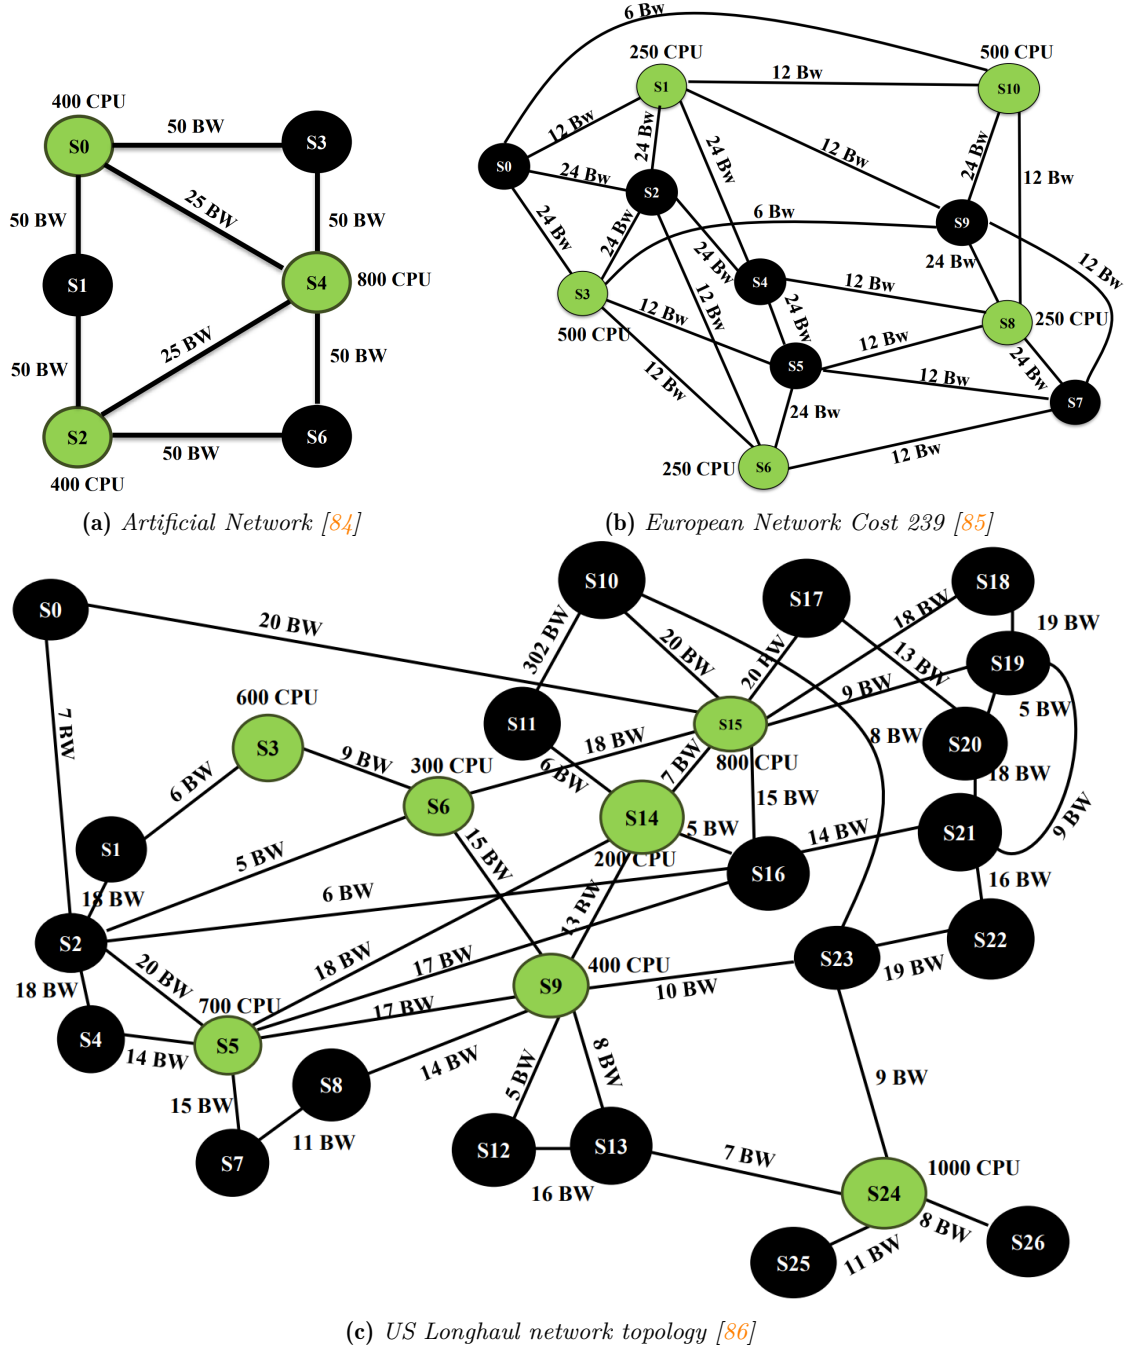 6 Bw
250 CPU
500 CPU
12 Bw
S1
S10
400 CPU
50 BW
S0
S3
12 Bw
24 Bw
24 Bw
12 Bw
24 Bw
12 Bw
S0
24 Bw
S2
50 BW
25 BW
50 BW
24 Bw
24 Bw
6 Bw
S9
24 Bw
12 Bw
S1
S4
800 CPU
24 Bw
S4
12 Bw
S3
12 Bw
12 Bw
24 Bw
S8
250 CPU
500 CPU
50 BW
25 BW
50 BW
12 Bw
S5
12 Bw
24 Bw
12 Bw
24 Bw
S7
S2
S6
50 BW
400 CPU
250 CPU
S6
12 Bw
(a) Artificial Network [84]
(b) European Network Cost 239 [85]
S0
S10
S17
S18
20 BW
302 BW
20 BW
20 BW
18 BW
19 BW
13 BW
S19
600 CPU
S3
7 BW
9 BW
S11
18 BW
S15
9 BW
5 BW
8 BW
S20
6 BW
300 CPU
S6
6 BW
7 BW
800 CPU
18 BW
15 BW
S14
5 BW
14 BW
S21
9 BW
S1
5 BW
15 BW
200 CPU
S16
16 BW
18 BW
6 BW
13 BW
S2
18 BW
17 BW
S23
S22
19 BW
20 BW
18 BW
700 CPU
17 BW
S9
400 CPU
10 BW
S4
14 BW
S5
S8
14 BW
5 BW
8 BW
9 BW
15 BW
11 BW
S7
S12
S13
16 BW
7 BW
1000 CPU
S24
8 BW
S25
11 BW
S26
(c) US Longhaul network topology [86]